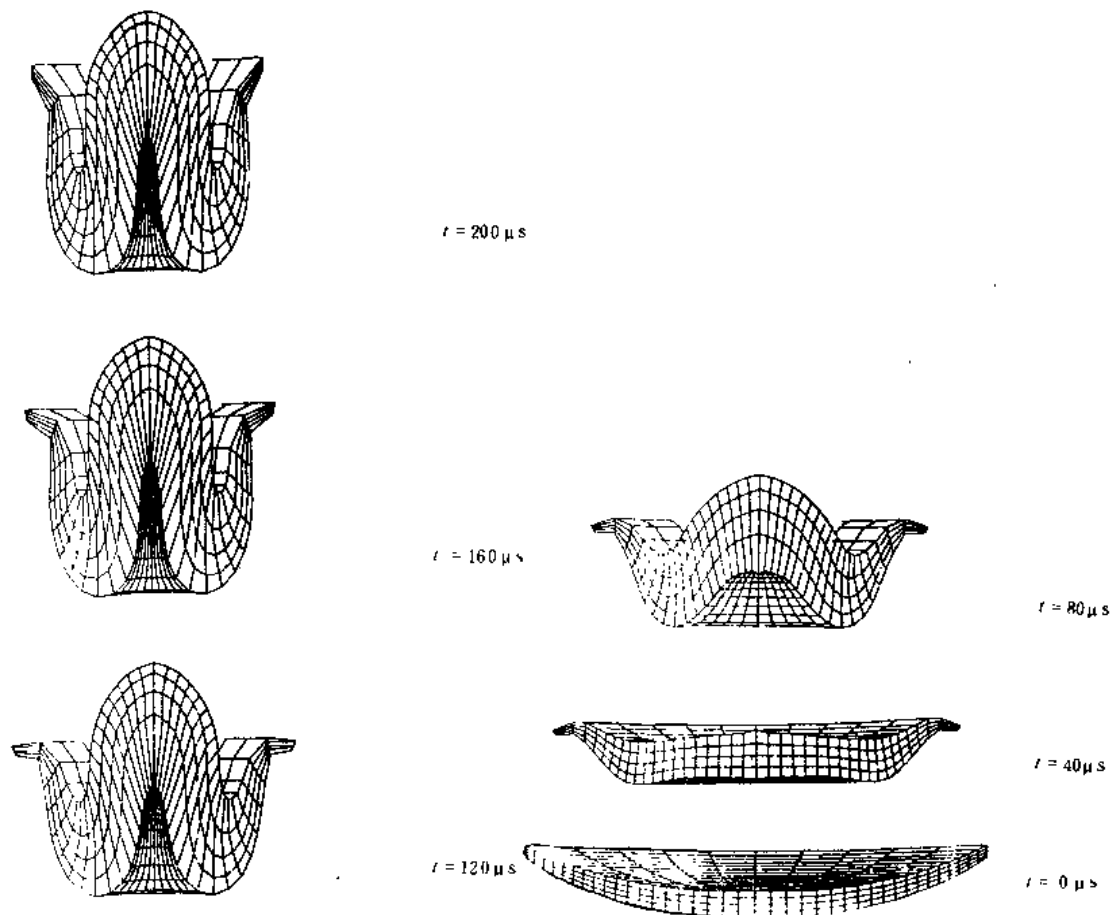 t = 200 μs
t = 160 μs
t = 120 μs
t = 80 μs
t = 40 μs
t = 0 μs